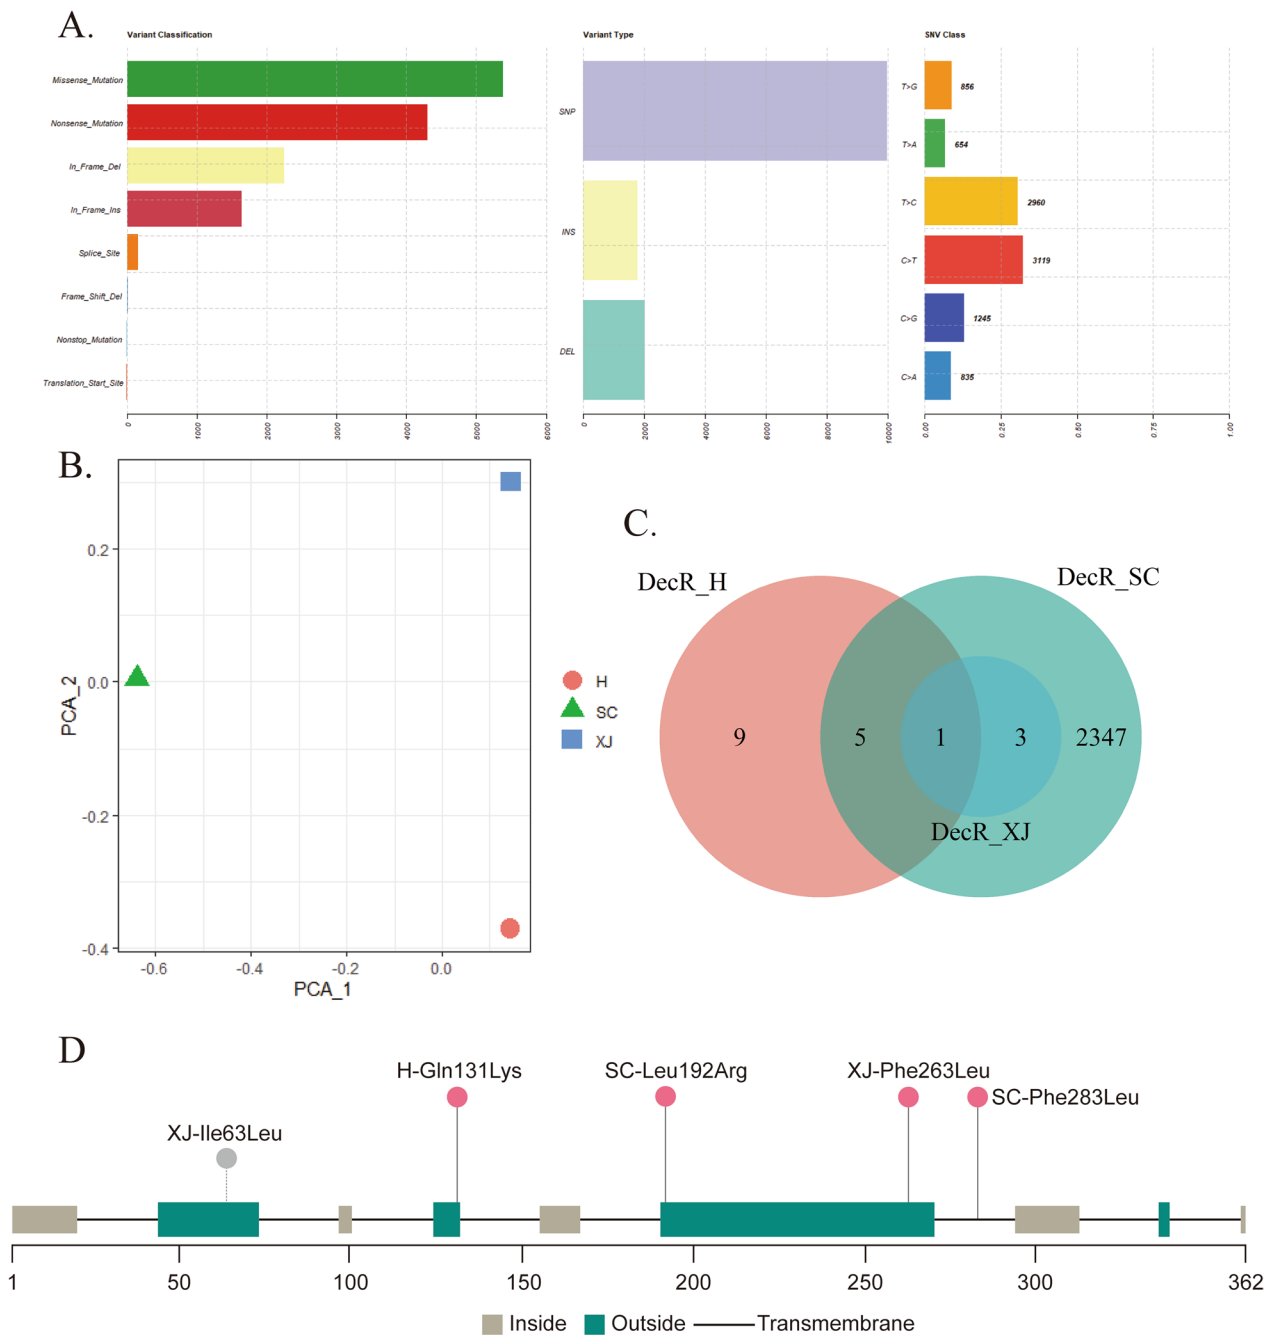 A.
Variant Classification
Missense_Mutation
Nonsense_Mutation
In_Frame_Del
In_Frame_Ins
Splice_Site
Frame_Shift_Del
Nonstop_Mutation
Translation_Start_Site
0 1000 2000 3000 4000 5000 6000
Variant Type
SNP
INS
DEL
0 2000 4000 6000 8000 10000
SNV Class
T>G 856
T>A 654
T>C 2960
C>T 3119
C>G 1245
C>A 835
0.00 0.25 0.50 0.75 1.00
B.
PCA_2
0.2
0.0
-0.2
-0.4
-0.6 -0.4 -0.2 0.0
PCA_1
H
SC
XJ
C.
DecR_H
DecR_SC
9 5 1 3 2347
DecR_XJ
D
H-Gln131Lys SC-Leu192Arg XJ-Phe263Leu
SC-Phe283Leu
XJ-Ile63Leu
1 50 100 150 200 250 300 362
Inside Outside Transmembrane